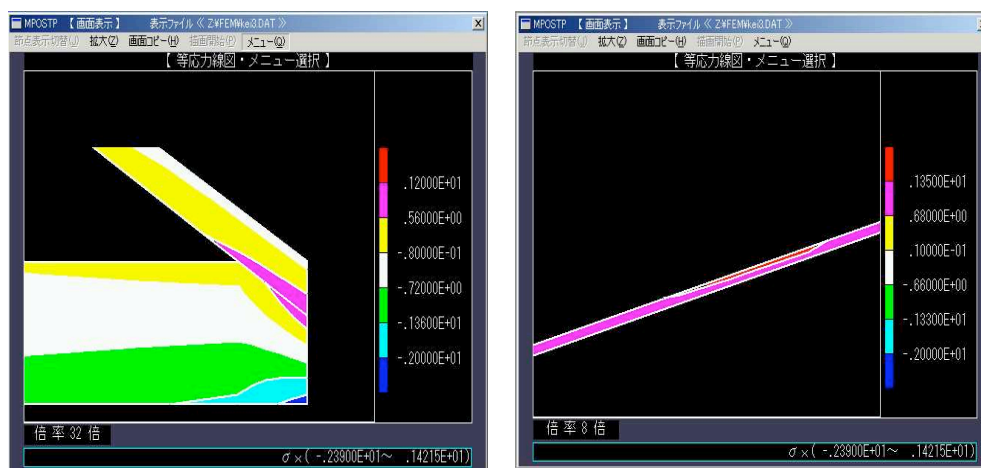 MPOSTP 【画面表示】 表示ファイル≪ Z:¥FEM¥kei3.DAT ≫
節点表示切替(J) 拡大(Z) 画面コピー(H) 描画開始(P) メニュー(Q)
【 等応力線図・メニュー選択 】
.12000E+01
.56000E+00
-.80000E-01
-.72000E+00
-.13600E+01
-.20000E+01
倍 率 32 倍
σx( -.23900E+01～ .14215E+01)
MPOSTP 【画面表示】 表示ファイル≪ Z:¥FEM¥kei3.DAT ≫
節点表示切替(J) 拡大(Z) 画面コピー(H) 描画開始(P) メニュー(Q)
【 等応力線図・メニュー選択 】
.13500E+01
.68000E+00
.10000E-01
-.66000E+00
-.13300E+01
-.20000E+01
倍 率 8 倍
σx( -.23900E+01～ .14215E+01)